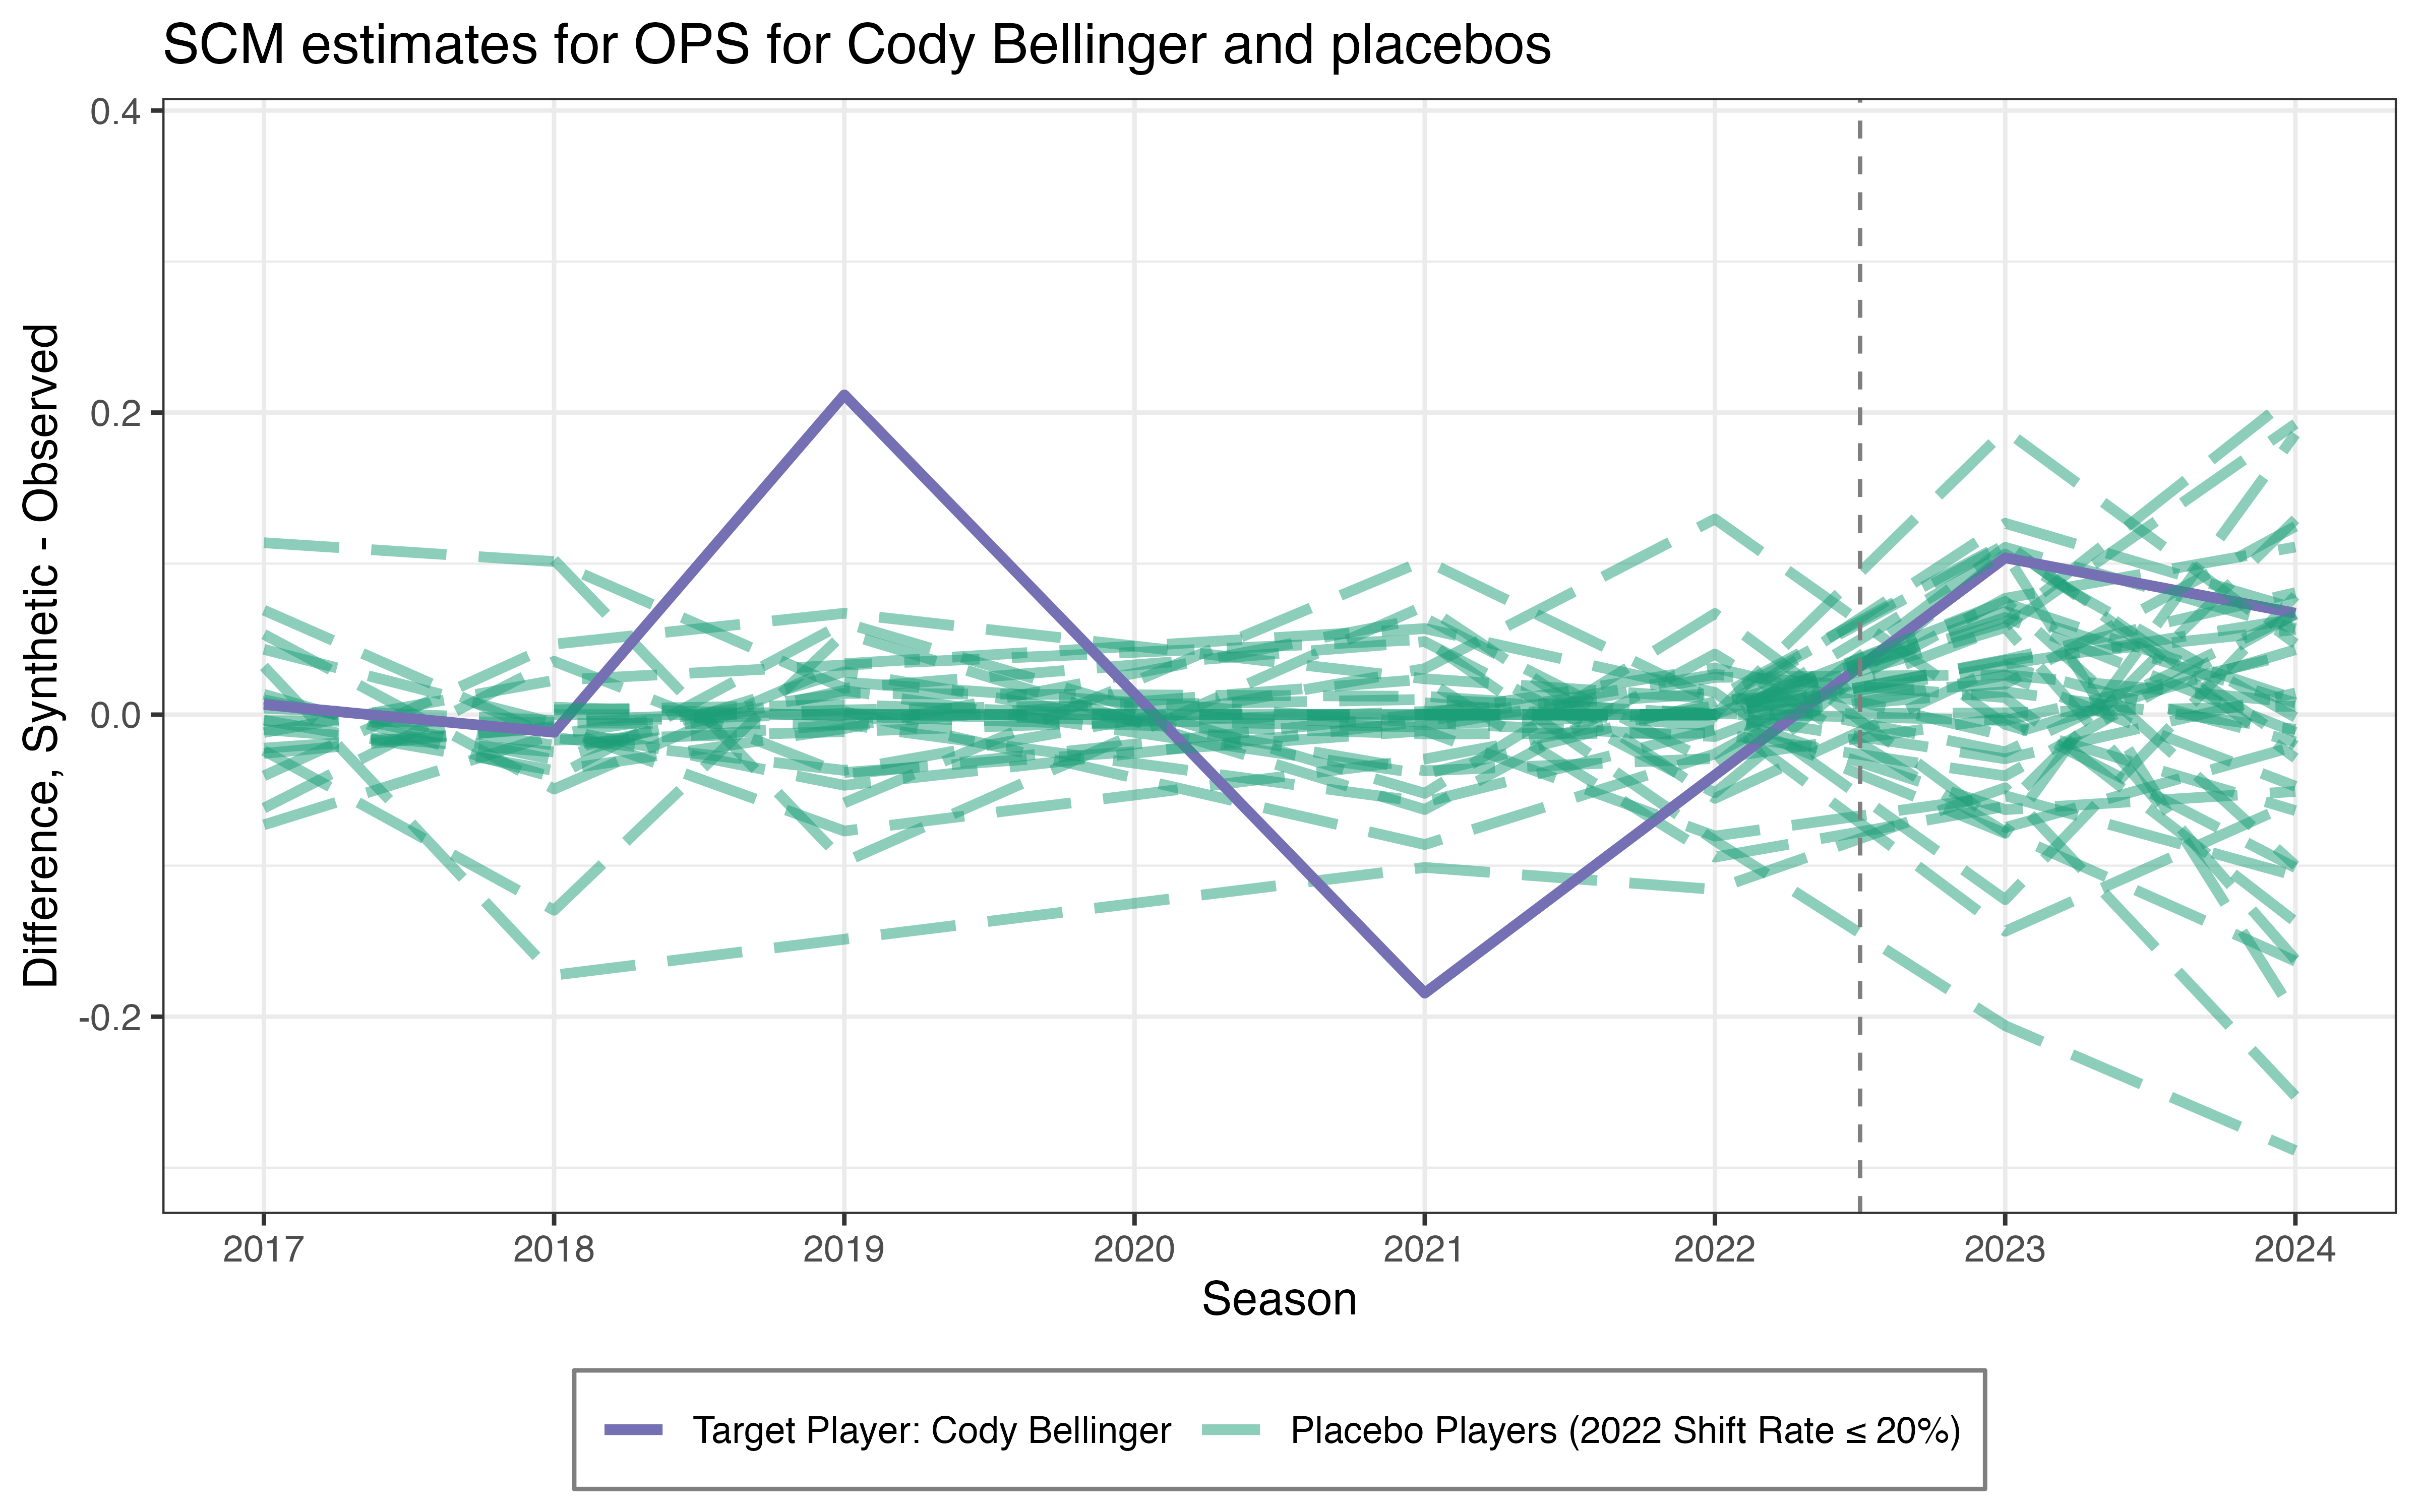 SCM estimates for OPS for Cody Bellinger and placebos
Difference, Synthetic - Observed
0.4
0.2
0.0
-0.2
2017 2018 2019 2020 2021 2022 2023 2024
Season
Target Player: Cody Bellinger Placebo Players (2022 Shift Rate ≤ 20%)